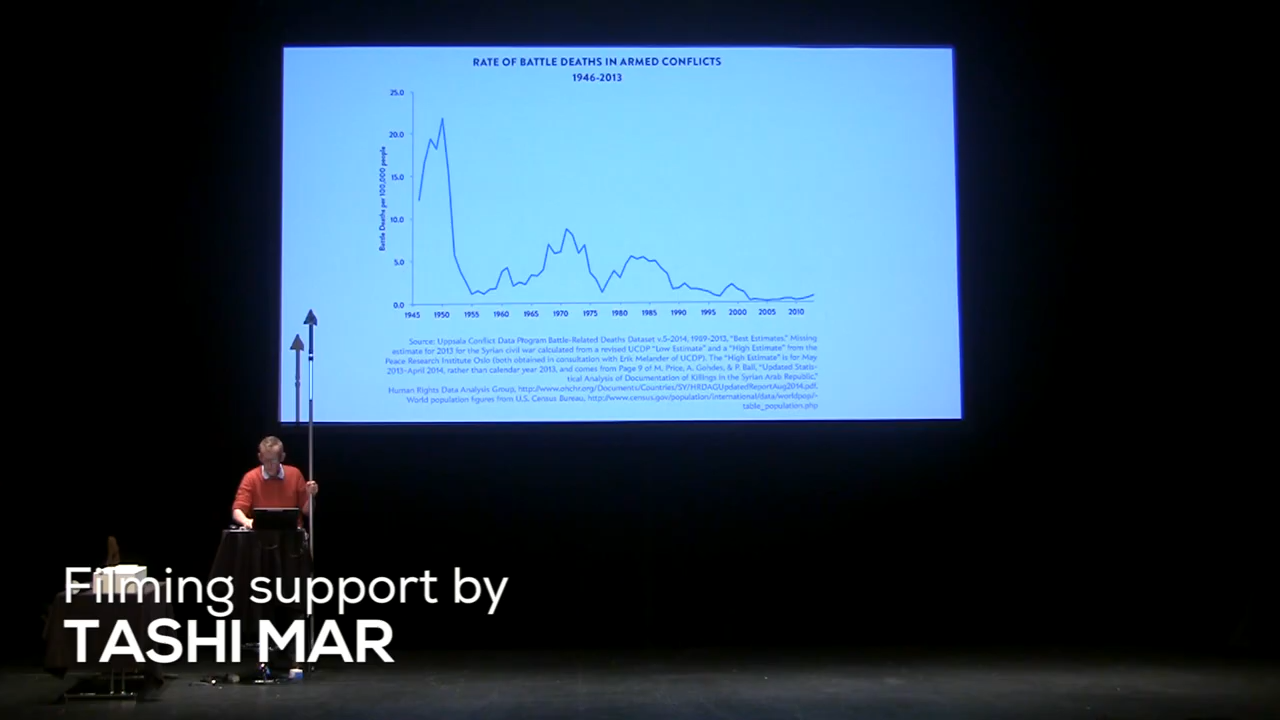 RATE OF BATTLE DEATHS IN ARMED CONFLICTS
1946-2013
Battle Deaths per 100,000 people
25.0
20.0
15.0
10.0
5.0
0.0
1945 1950 1955 1960 1965 1970 1975 1980 1985 1990 1995 2000 2005 2010
Source: Uppsala Conflict Data Program Battle-Related Deaths Dataset v.5-2014, 1989-2013, "Best Estimates." Missing
estimate for 2013 for the Syrian civil war calculated from a revised UCDP "Low Estimate" and a "High Estimate" from the
Peace Research Institute Oslo (both obtained in consultation with Erik Melander of UCDP). The "High Estimate" is for May
2013-April 2014, rather than calendar year 2013, and comes from Page 9 of M. Price, A. Gohdes, & P. Ball, "Updated Statis-
tical Analysis of Documentation of Killings in the Syrian Arab Republic,"
Human Rights Data Analysis Group, http://www.ohchr.org/Documents/Countries/SY/HRDAGUpdatedReportAug2014.pdf.
World population figures from U.S. Census Bureau, http://www.census.gov/population/international/data/worldpop/-
table_population.php
Filming support by
TASHI MAR